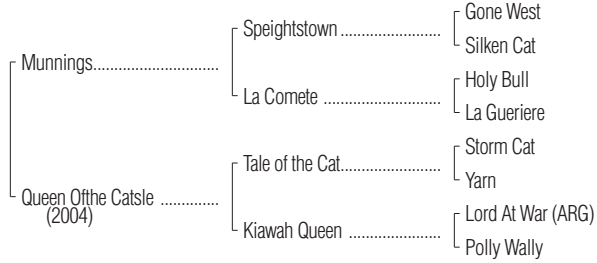 Gone West
Speightstown
Silken Cat
Munnings
Holy Bull
La Comete
La Gueriere
Storm Cat
Tale of the Cat
Yarn
Queen Ofthe Catsle
(2004)
Lord At War (ARG)
Kiawah Queen
Polly Wally